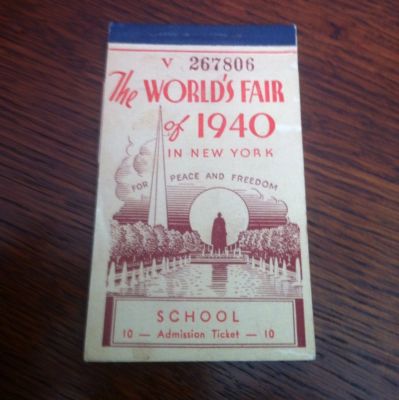 V 267806
The WORLD'S FAIR
of 1940
IN NEW YORK
FOR PEACE AND FREEDOM
SCHOOL
10 — Admission Ticket — 10